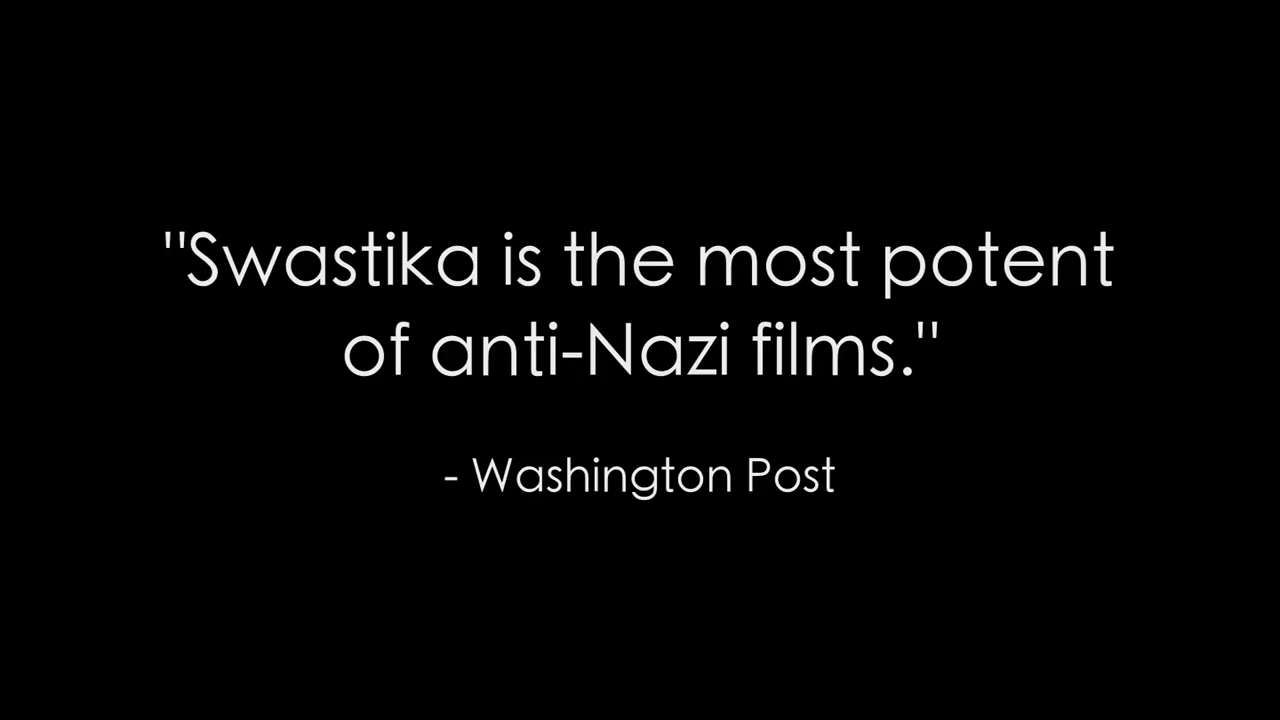 "Swastika is the most potent
of anti-Nazi films."
- Washington Post